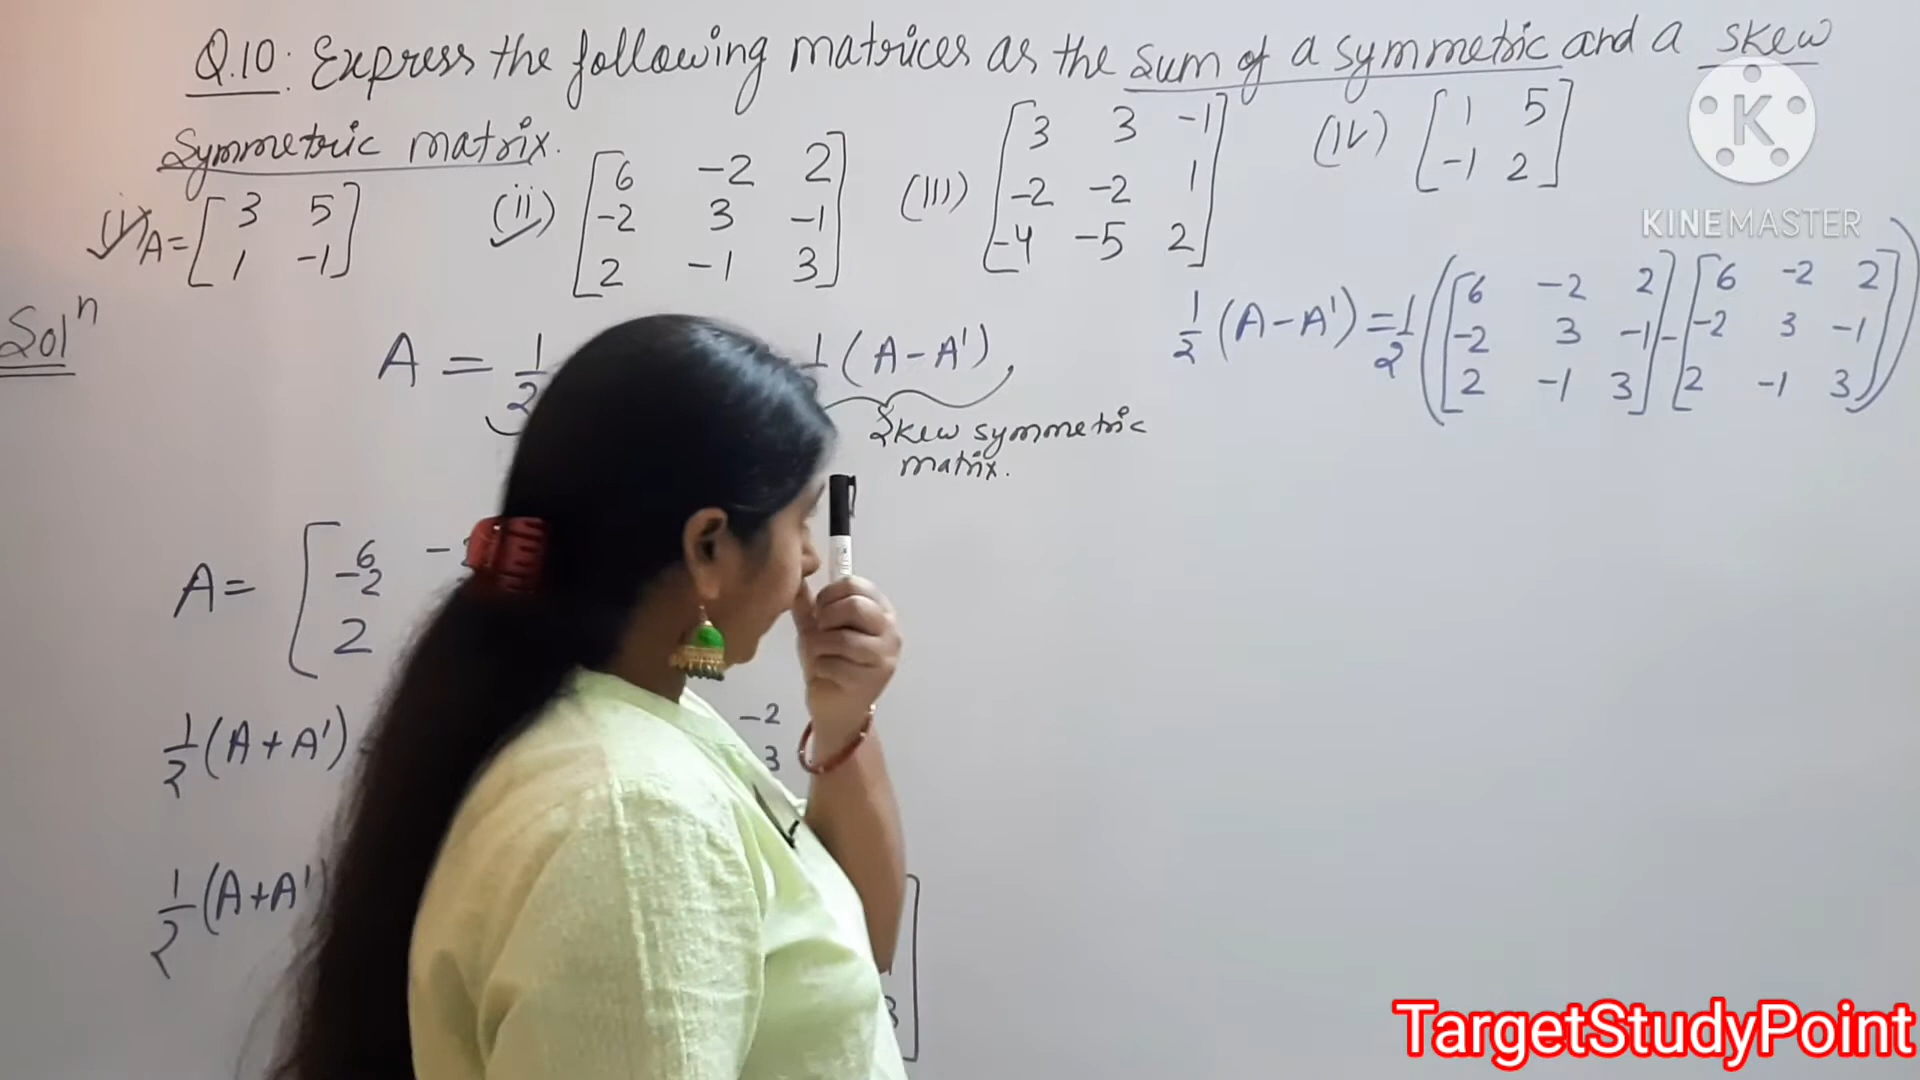 Q.10: Express the following matrices as the sum of a symmetric and a skew
symmetric matrix.
(i) A = [3 5
1 -1]
(ii) [6 -2 2
-2 3 -1
2 -1 3]
(iii) [3 3 -1
-2 -2 1
-4 -5 2]
(iv) [1 5
-1 2]
K
KINEMASTER
Solⁿ
A = 1/2
(A - A')
Skew symmetric
matrix.
1/2 (A - A') = 1/2 ([6 -2 2
-2 3 -1
2 -1 3] - [6 -2 2
-2 3 -1
2 -1 3])
A = [6
-2
2
1/2 (A + A')
-2
3
1/2 (A + A')
TargetStudyPoint